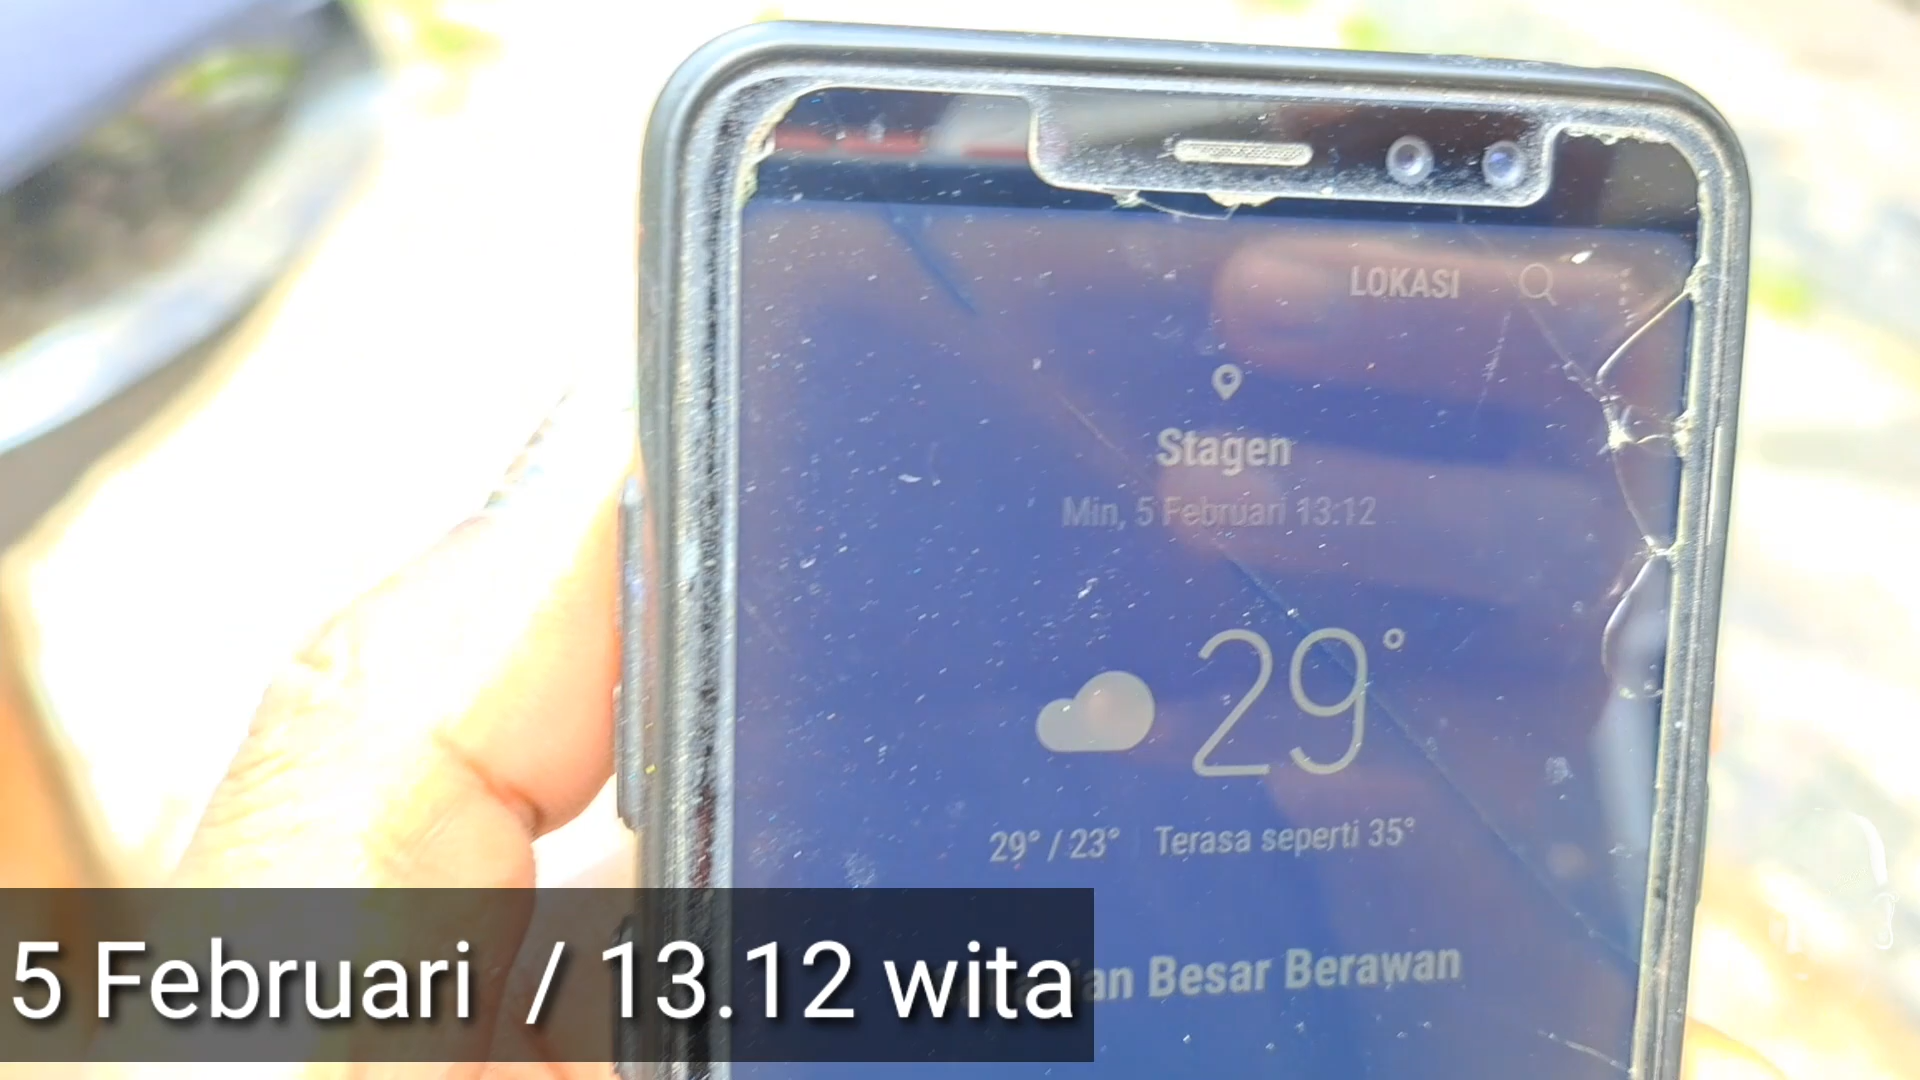 LOKASI
Stagen
Min, 5 Februari 13:12
29°
29° / 23° Terasa seperti 35°
Besar Berawan
5 Februari / 13.12 wita